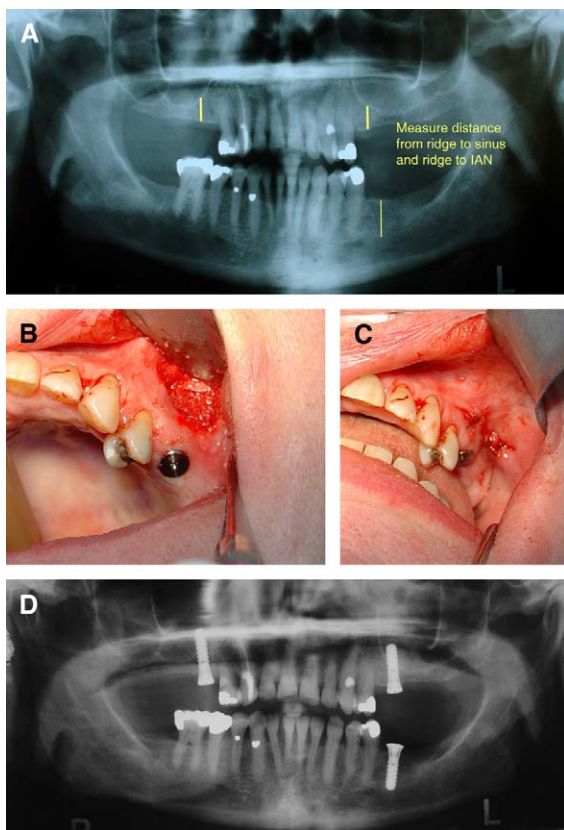 A
Measure distance
from ridge to sinus
and ridge to IAN
L
B
C
D
R
L